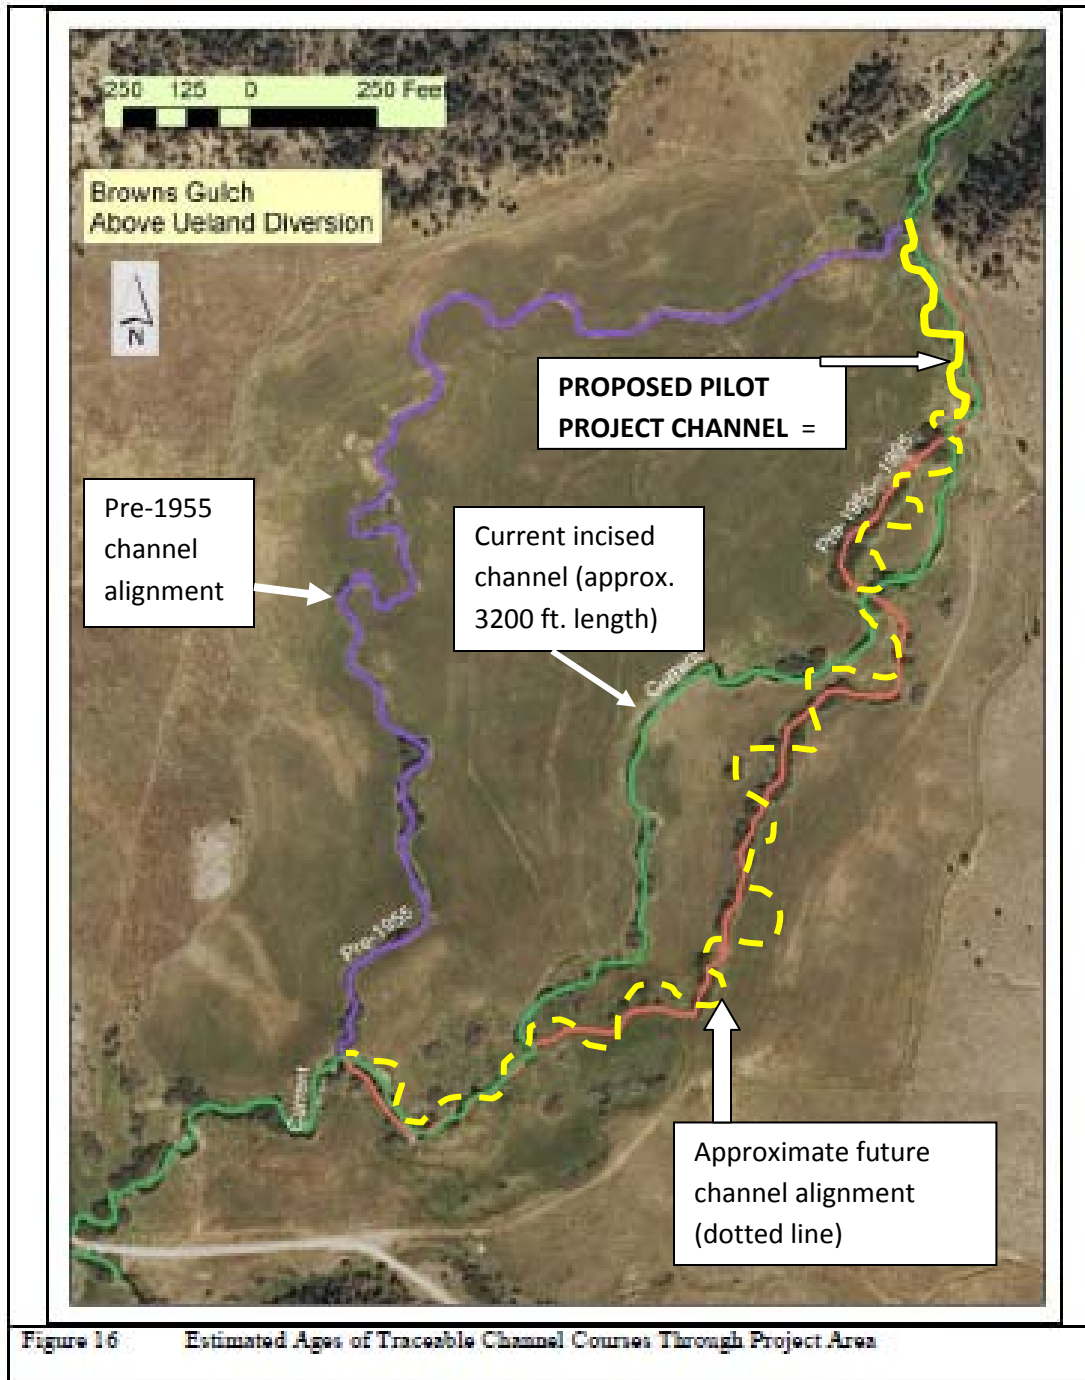 250 125 0 250 Feet
Browns Gulch
Above Ueland Diversion
N
Current
PROPOSED PILOT
PROJECT CHANNEL =
Pre-1955
channel
alignment
Current incised
channel (approx.
3200 ft. length)
Current
Pre-1955
Current
Approximate future
channel alignment
(dotted line)
Figure 16 Estimated Ages of Traceable Channel Courses Through Project Area